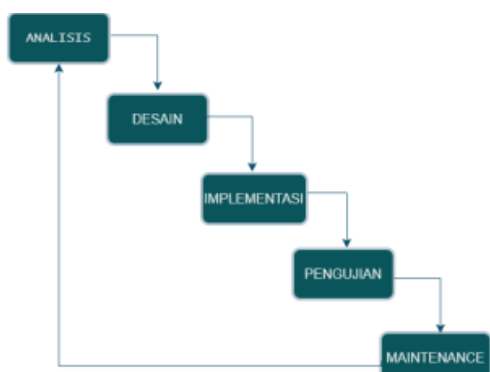 ANALISIS
DESAIN
IMPLEMENTASI
PENGUJIAN
MAINTENANCE